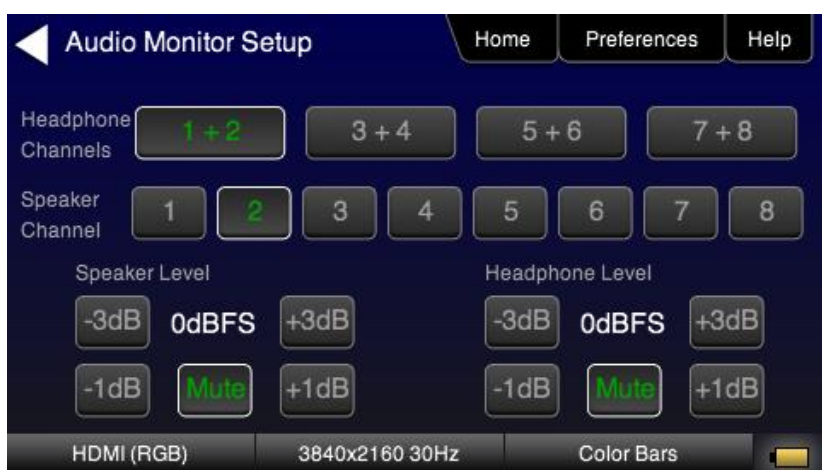 Audio Monitor Setup Home Preferences Help
Headphone Channels 1 + 2 3 + 4 5 + 6 7 + 8
Speaker Channel 1 2 3 4 5 6 7 8
Speaker Level Headphone Level
-3dB 0dBFS +3dB -3dB 0dBFS +3dB
-1dB Mute +1dB -1dB Mute +1dB
HDMI (RGB) 3840x2160 30Hz Color Bars